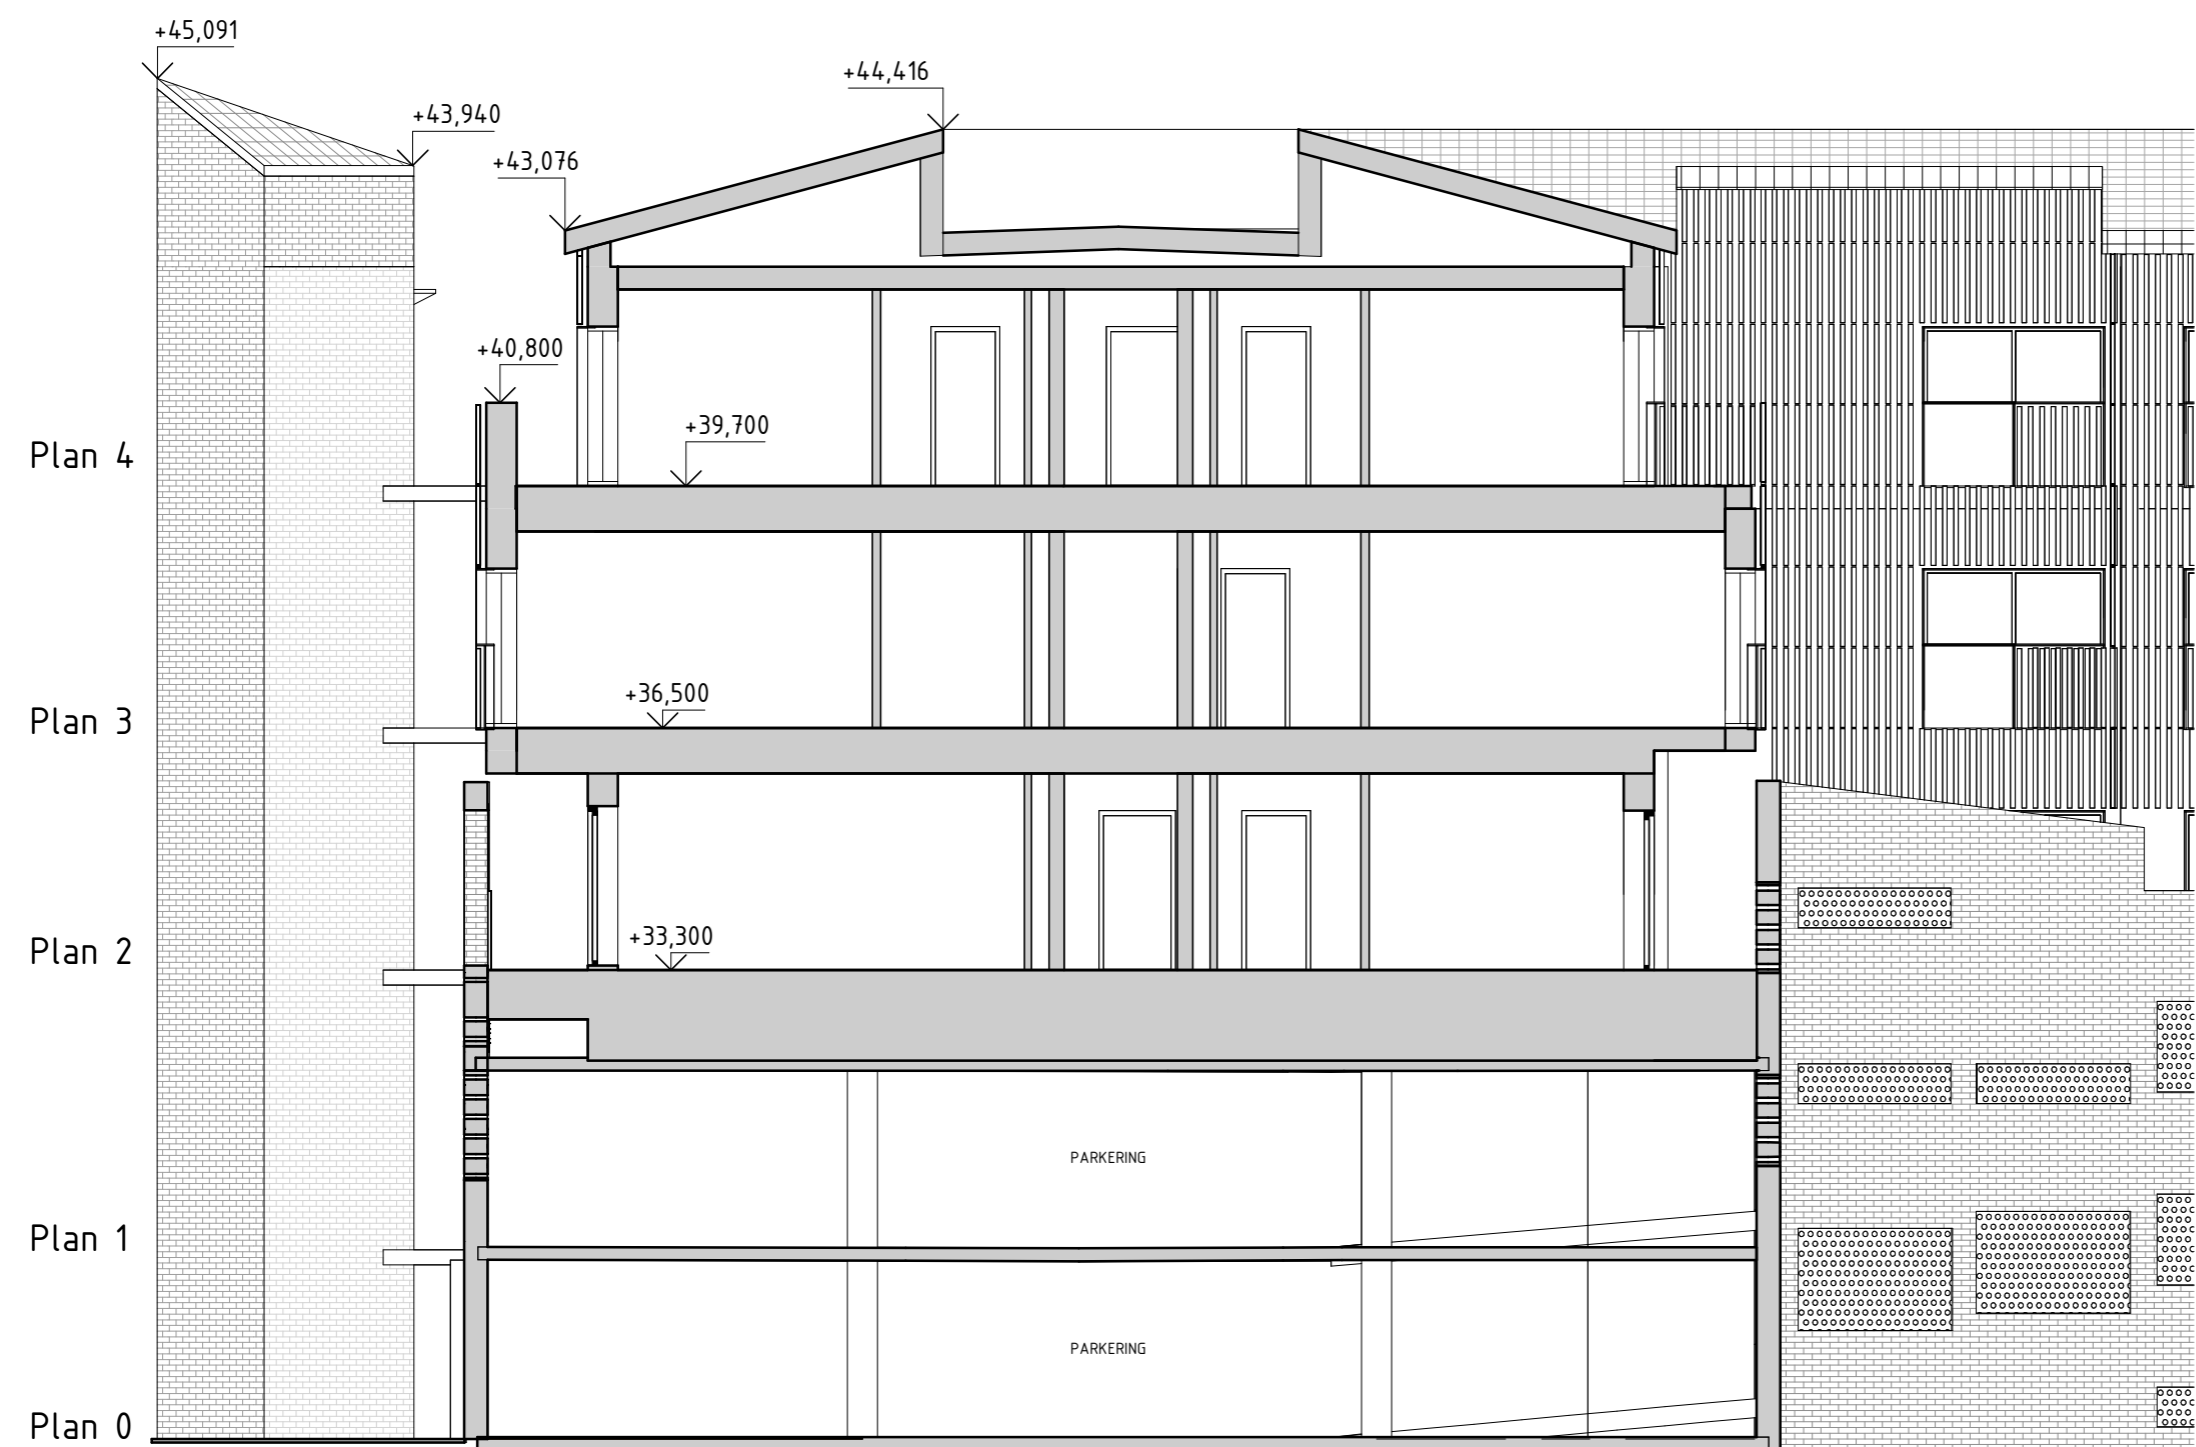 +45,091
+44,416
+43,940
+43,076
+40,800
+39,700
Plan 4
+36,500
Plan 3
+33,300
Plan 2
PARKERING
Plan 1
PARKERING
Plan 0